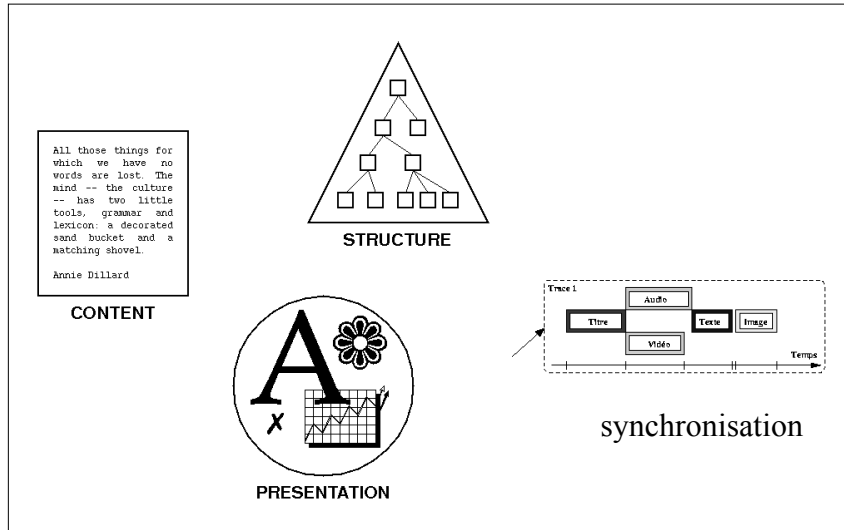 All those things for
which we have no
words are lost. The
mind -- the culture
-- has two little
tools, grammar and
lexicon: a decorated
sand bucket and a
matching shovel.
Annie Dillard
CONTENT
STRUCTURE
A
x
PRESENTATION
Trace 1
Audio
Titre
Texte
Image
Vidéo
Temps
synchronisation